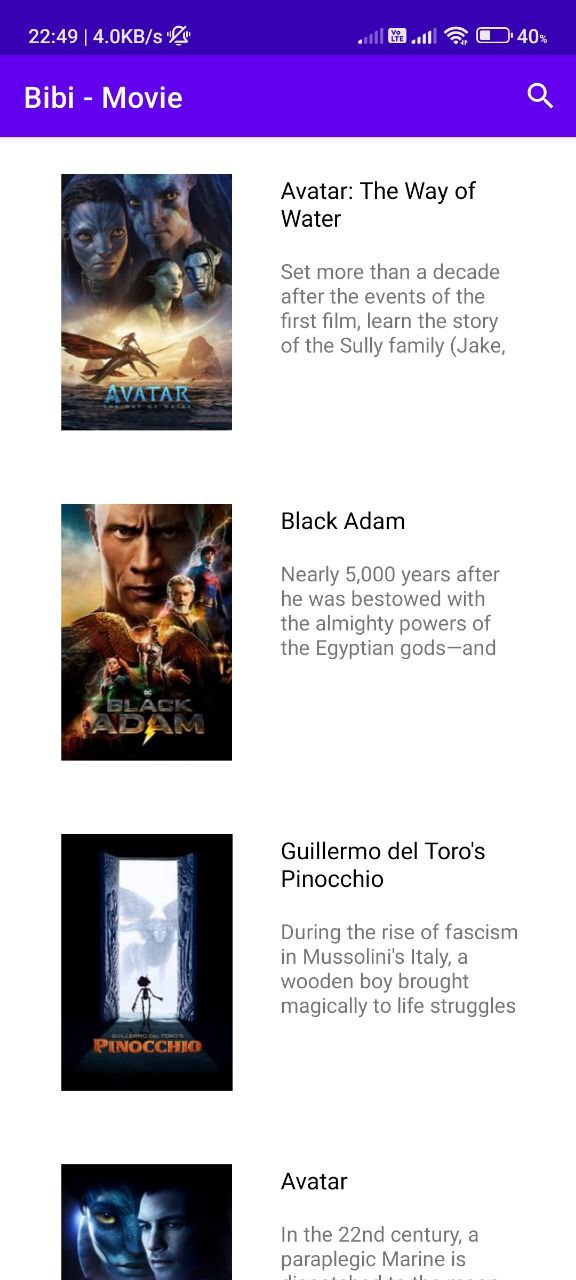 22:49 | 4.0KB/s
Vo
LTE
40%
Bibi - Movie
Avatar: The Way of
Water
Set more than a decade
after the events of the
first film, learn the story
of the Sully family (Jake,
AVATAR
THE WAY OF WATER
Black Adam
Nearly 5,000 years after
he was bestowed with
the almighty powers of
the Egyptian gods—and
DC
BLACK
ADAM
Guillermo del Toro's
Pinocchio
During the rise of fascism
in Mussolini's Italy, a
wooden boy brought
magically to life struggles
GUILLERMO DEL TORO'S
PINOCCHIO
Avatar
In the 22nd century, a
paraplegic Marine is